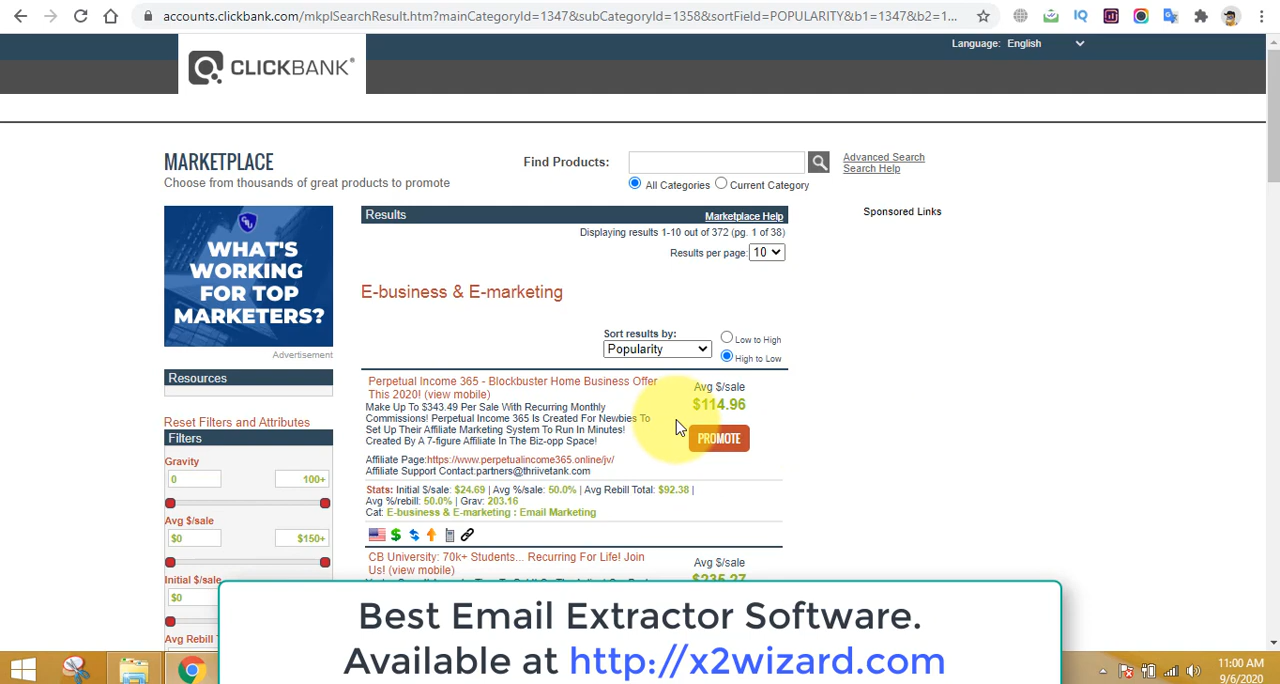 accounts.clickbank.com/mkplSearchResult.htm?mainCategoryId=1347&subCategoryId=1358&sortField=POPULARITY&b1=1347&b2=1...
Language: English
CLICKBANK®
MARKETPLACE
Choose from thousands of great products to promote
Find Products:
All Categories Current Category
Advanced Search
Search Help
WHAT'S
WORKING
FOR TOP
MARKETERS?
Advertisement
Resources
Reset Filters and Attributes
Filters
Gravity
0 100+
Avg $/sale
$0 $150+
Initial $/sale
$0
Avg Rebill Total
Results Marketplace Help
Displaying results 1-10 out of 372 (pg. 1 of 38)
Results per page: 10
E-business & E-marketing
Sort results by:
Popularity
Low to High
High to Low
Perpetual Income 365 - Blockbuster Home Business Offer
This 2020! (view mobile)
Make Up To $343.49 Per Sale With Recurring Monthly
Commissions! Perpetual Income 365 Is Created For Newbies To
Set Up Their Affiliate Marketing System To Run In Minutes!
Created By A 7-figure Affiliate In The Biz-opp Space!
Avg $/sale
$114.96
PROMOTE
Affiliate Page:https://www.perpetualincome365.online/jv/
Affiliate Support Contact:partners@thriivetank.com
Stats: Initial $/sale: $24.69 | Avg %/sale: 50.0% | Avg Rebill Total: $92.38 |
Avg %/rebill: 50.0% | Grav: 203.16
Cat: E-business & E-marketing : Email Marketing
CB University: 70k+ Students... Recurring For Life! Join
Us! (view mobile)
Avg $/sale
$235.27
Sponsored Links
Best Email Extractor Software.
Available at http://x2wizard.com
11:00 AM
9/6/2020